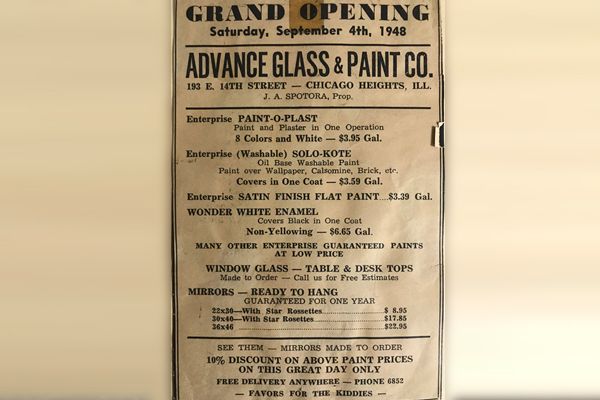 GRAND OPENING
Saturday, September 4th, 1948
ADVANCE GLASS & PAINT CO.
193 E. 14TH STREET — CHICAGO HEIGHTS, ILL.
J. A. SPOTORA, Prop.
Enterprise PAINT-O-PLAST
Paint and Plaster in One Operation
8 Colors and White — $3.95 Gal.
Enterprise (Washable) SOLO-KOTE
Oil Base Washable Paint
Paint over Wallpaper, Calsomine, Brick, etc.
Covers in One Coat — $3.59 Gal.
Enterprise SATIN FINISH FLAT PAINT....$3.39 Gal.
WONDER WHITE ENAMEL
Covers Black in One Coat
Non-Yellowing — $6.65 Gal.
MANY OTHER ENTERPRISE GUARANTEED PAINTS
AT LOW PRICE
WINDOW GLASS — TABLE & DESK TOPS
Made to Order — Call us for Free Estimates
MIRRORS — READY TO HANG
GUARANTEED FOR ONE YEAR
22x30—With Star Rossettes........................$ 8.95
30x40—With Star Rosettes........................$17.85
36x46 ........................$22.95
SEE THEM — MIRRORS MADE TO ORDER
10% DISCOUNT ON ABOVE PAINT PRICES
ON THIS GREAT DAY ONLY
FREE DELIVERY ANYWHERE — PHONE 6852
— FAVORS FOR THE KIDDIES —